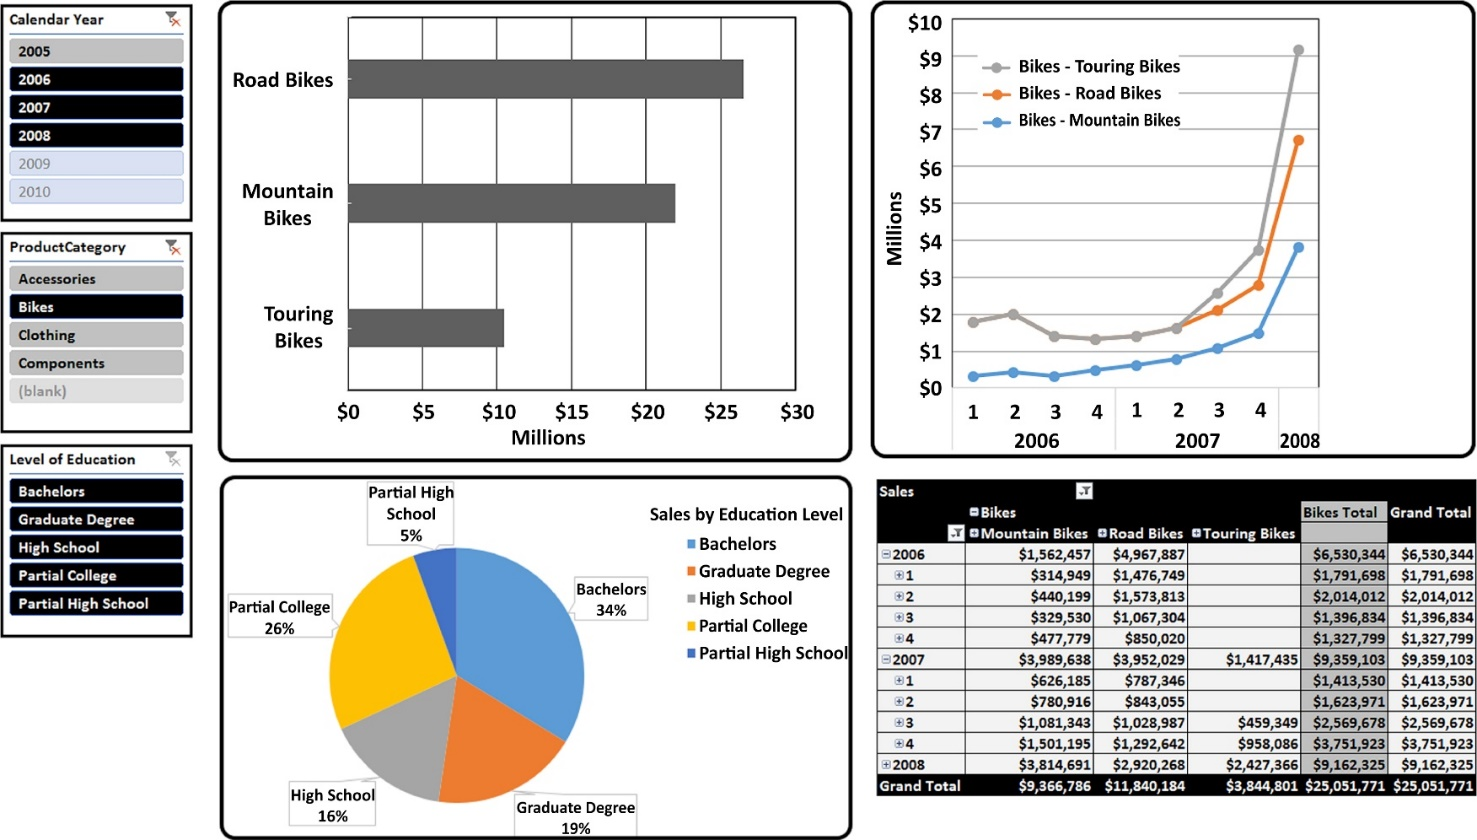 Calendar Year
2005
2006
2007
2008
2009
2010
ProductCategory
Accessories
Bikes
Clothing
Components
(blank)
Level of Education
Bachelors
Graduate Degree
High School
Partial College
Partial High School
Road Bikes
Mountain
Bikes
Touring
Bikes
$0 $5 $10 $15 $20 $25 $30
Millions
$10
$9
$8
$7
$6
$5
$4
$3
$2
$1
$0
Millions
Bikes - Touring Bikes
Bikes - Road Bikes
Bikes - Mountain Bikes
1 2 3 4 1 2 3 4
2006 2007 2008
Sales by Education Level
Bachelors
Graduate Degree
High School
Partial College
Partial High School
Partial High
School
5%
Bachelors
34%
Partial College
26%
High School
16%
Graduate Degree
19%
Sales
Bikes Bikes Total Grand Total
Mountain Bikes Road Bikes Touring Bikes
2006 $1,562,457 $4,967,887 $6,530,344 $6,530,344
1 $314,949 $1,476,749 $1,791,698 $1,791,698
2 $440,199 $1,573,813 $2,014,012 $2,014,012
3 $329,530 $1,067,304 $1,396,834 $1,396,834
4 $477,779 $850,020 $1,327,799 $1,327,799
2007 $3,989,638 $3,952,029 $1,417,435 $9,359,103 $9,359,103
1 $626,185 $787,346 $1,413,530 $1,413,530
2 $780,916 $843,055 $1,623,971 $1,623,971
3 $1,081,343 $1,028,987 $459,349 $2,569,678 $2,569,678
4 $1,501,195 $1,292,642 $958,086 $3,751,923 $3,751,923
2008 $3,814,691 $2,920,268 $2,427,366 $9,162,325 $9,162,325
Grand Total $9,366,786 $11,840,184 $3,844,801 $25,051,771 $25,051,771